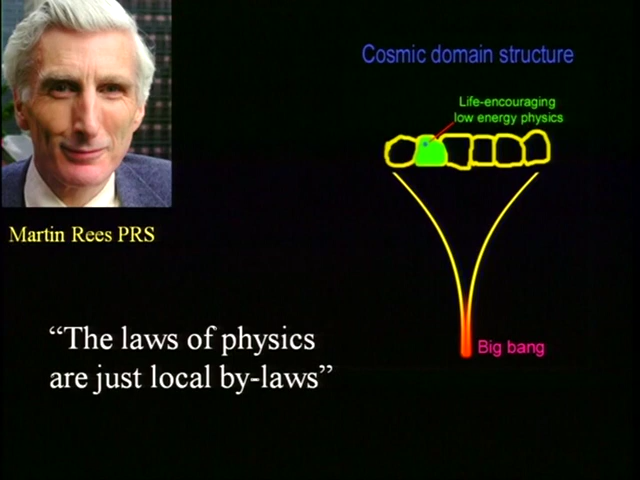 Cosmic domain structure
Life-encouraging
low energy physics
Martin Rees PRS
“The laws of physics
are just local by-laws”
Big bang